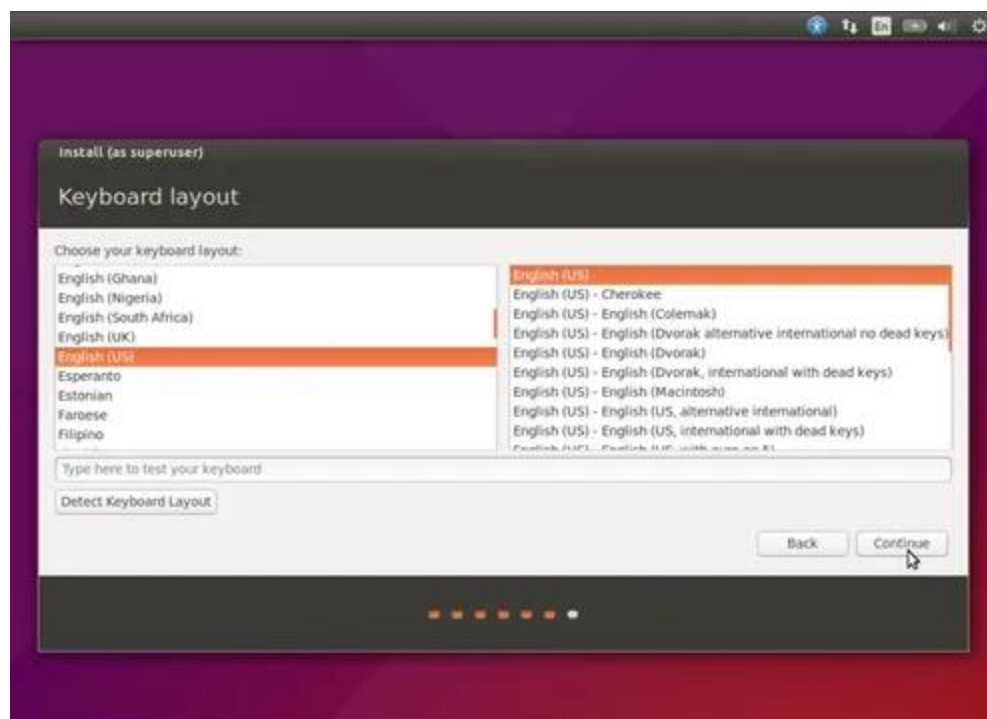 En
Install (as superuser)
Keyboard layout
Choose your keyboard layout:
English (Ghana)
English (Nigeria)
English (South Africa)
English (UK)
English (US)
Esperanto
Estonian
Faroese
Filipino
English (US)
English (US) - Cherokee
English (US) - English (Colemak)
English (US) - English (Dvorak alternative international no dead keys)
English (US) - English (Dvorak)
English (US) - English (Dvorak, international with dead keys)
English (US) - English (Macintosh)
English (US) - English (US, alternative international)
English (US) - English (US, international with dead keys)
Type here to test your keyboard
Detect Keyboard Layout
Back
Continue